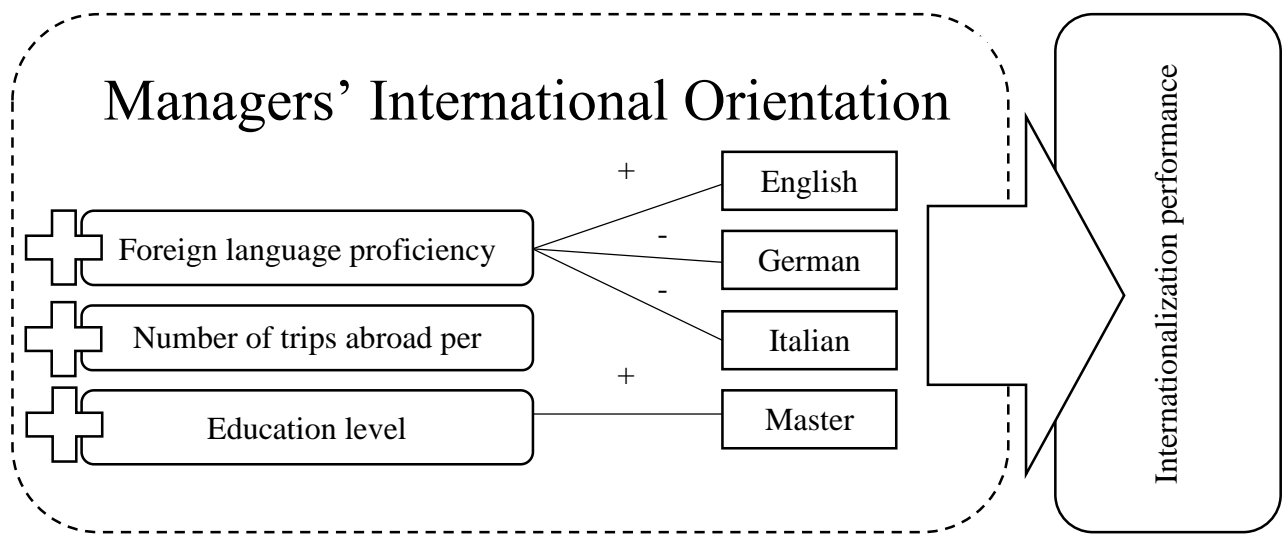 Managers' International Orientation
+
English
Foreign language proficiency
-
German
-
Italian
Number of trips abroad per
+
Education level
Master
Internationalization performance